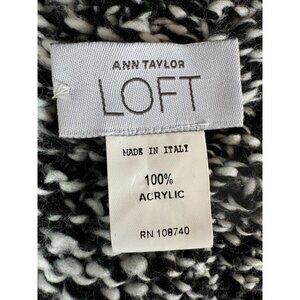 ANN TAYLOR
LOFT
MADE IN ITALY
100%
ACRYLIC
RN 108740